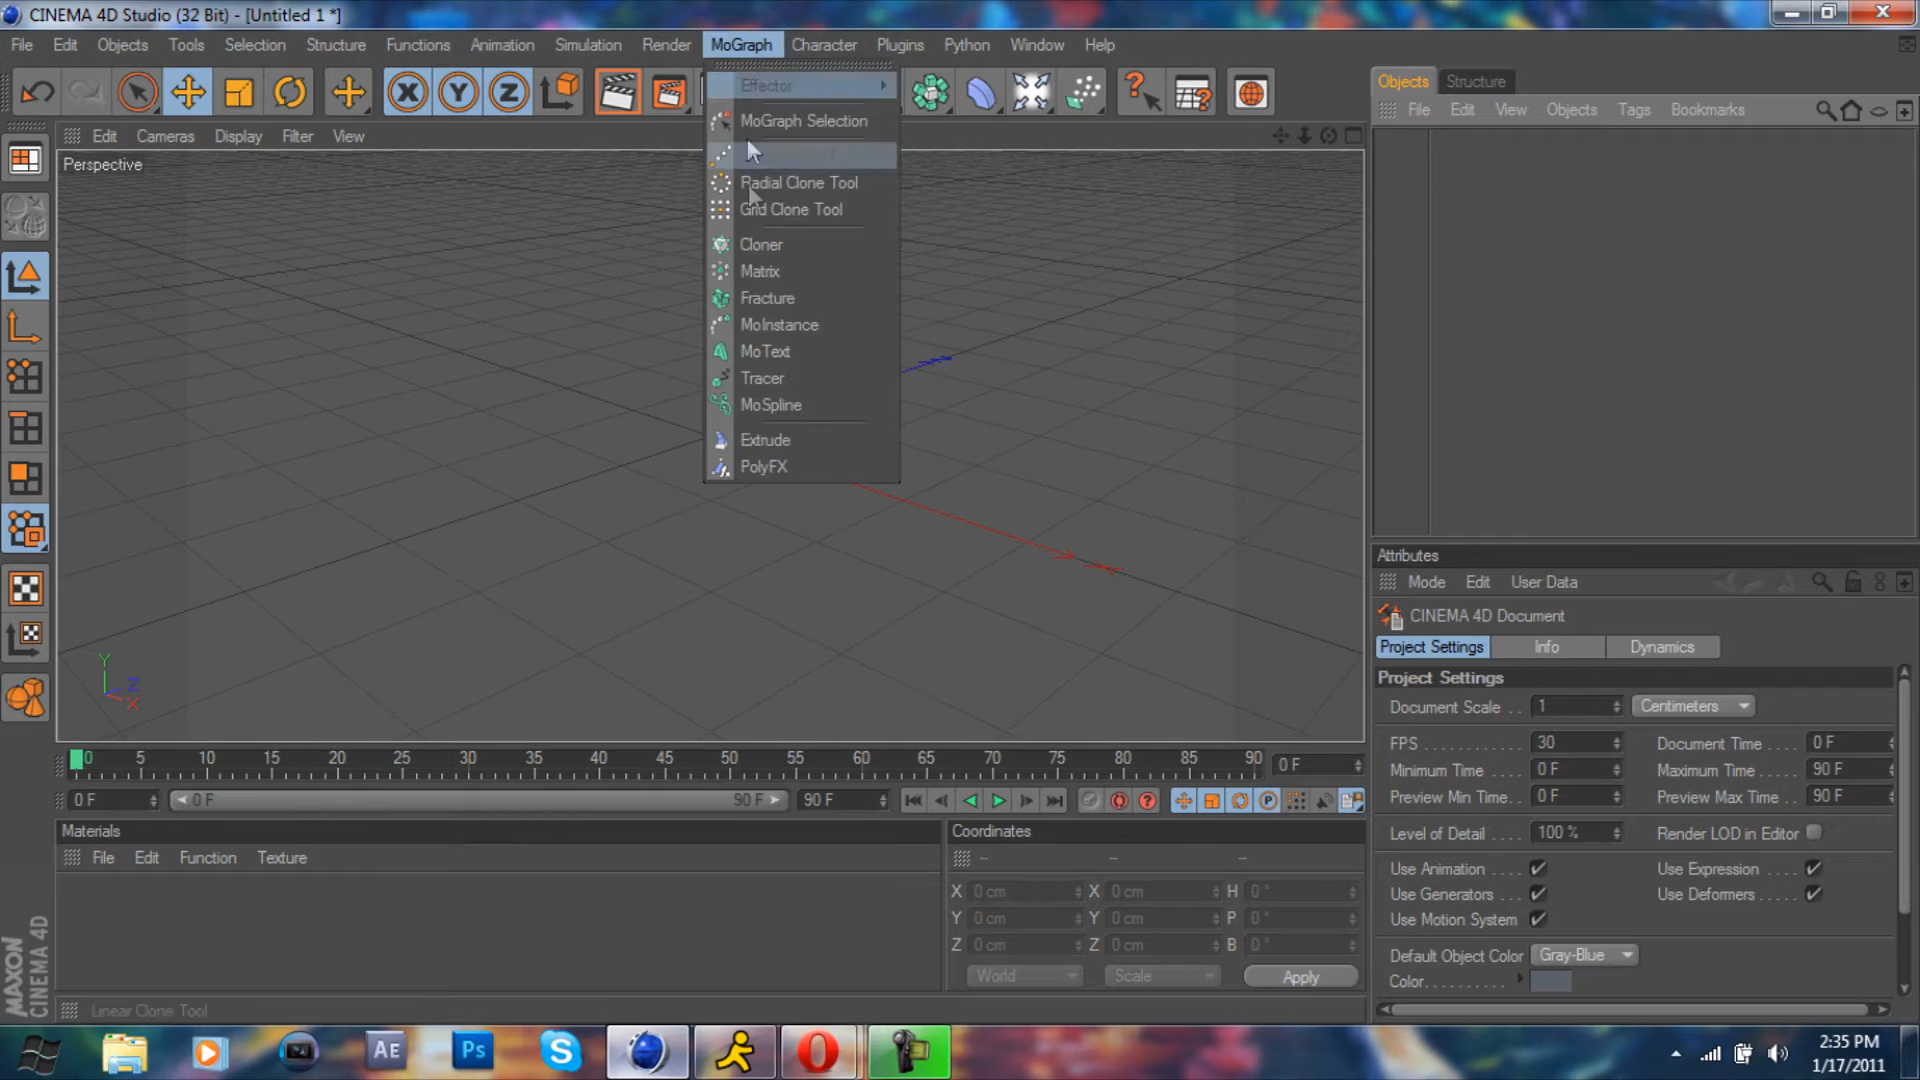 CINEMA 4D Studio (32 Bit) - [Untitled 1 *]
File Edit Objects Tools Selection Structure Functions Animation Simulation Render MoGraph Character Plugins Python Window Help
Edit Cameras Display Filter View
Perspective
Effector
MoGraph Selection
Radial Clone Tool
Grid Clone Tool
Cloner
Matrix
Fracture
MoInstance
MoText
Tracer
MoSpline
Extrude
PolyFX
X Y Z
Objects Structure
File Edit View Objects Tags Bookmarks
Attributes
Mode Edit User Data
CINEMA 4D Document
Project Settings Info Dynamics
Project Settings
Document Scale . . 1 Centimeters
FPS . . . . . . . . . . . . 30 Document Time . . . . 0 F
Minimum Time . . . . 0 F Maximum Time . . . . 90 F
Preview Min Time . . 0 F Preview Max Time . . 90 F
Level of Detail . . . . 100 % Render LOD in Editor
Use Animation . . . . Use Expression . . . .
Use Generators . . . Use Deformers . . . . .
Use Motion System
Default Object Color Gray-Blue
Color. . . . . . . . . .
Y
Z
X
0 5 10 15 20 25 30 35 40 45 50 55 60 65 70 75 80 85 90 0 F
0 F 0 F 90 F 90 F
Materials
File Edit Function Texture
Coordinates
-- -- --
X 0 cm X 0 cm H 0 °
Y 0 cm Y 0 cm P 0 °
Z 0 cm Z 0 cm B 0 °
World Scale Apply
MAXON
CINEMA 4D
Linear Clone Tool
AE Ps
2:35 PM
1/17/2011